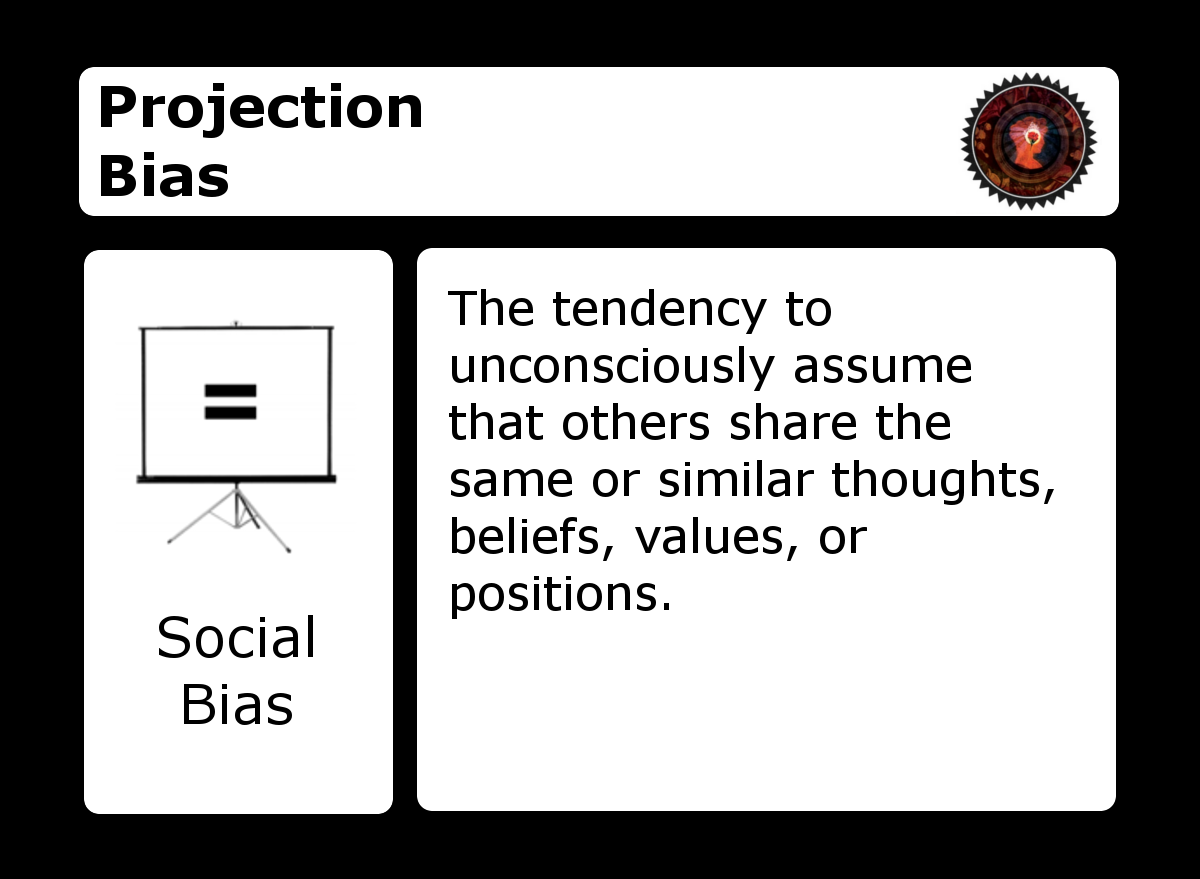 Projection
Bias
=
Social
Bias
The tendency to
unconsciously assume
that others share the
same or similar thoughts,
beliefs, values, or
positions.